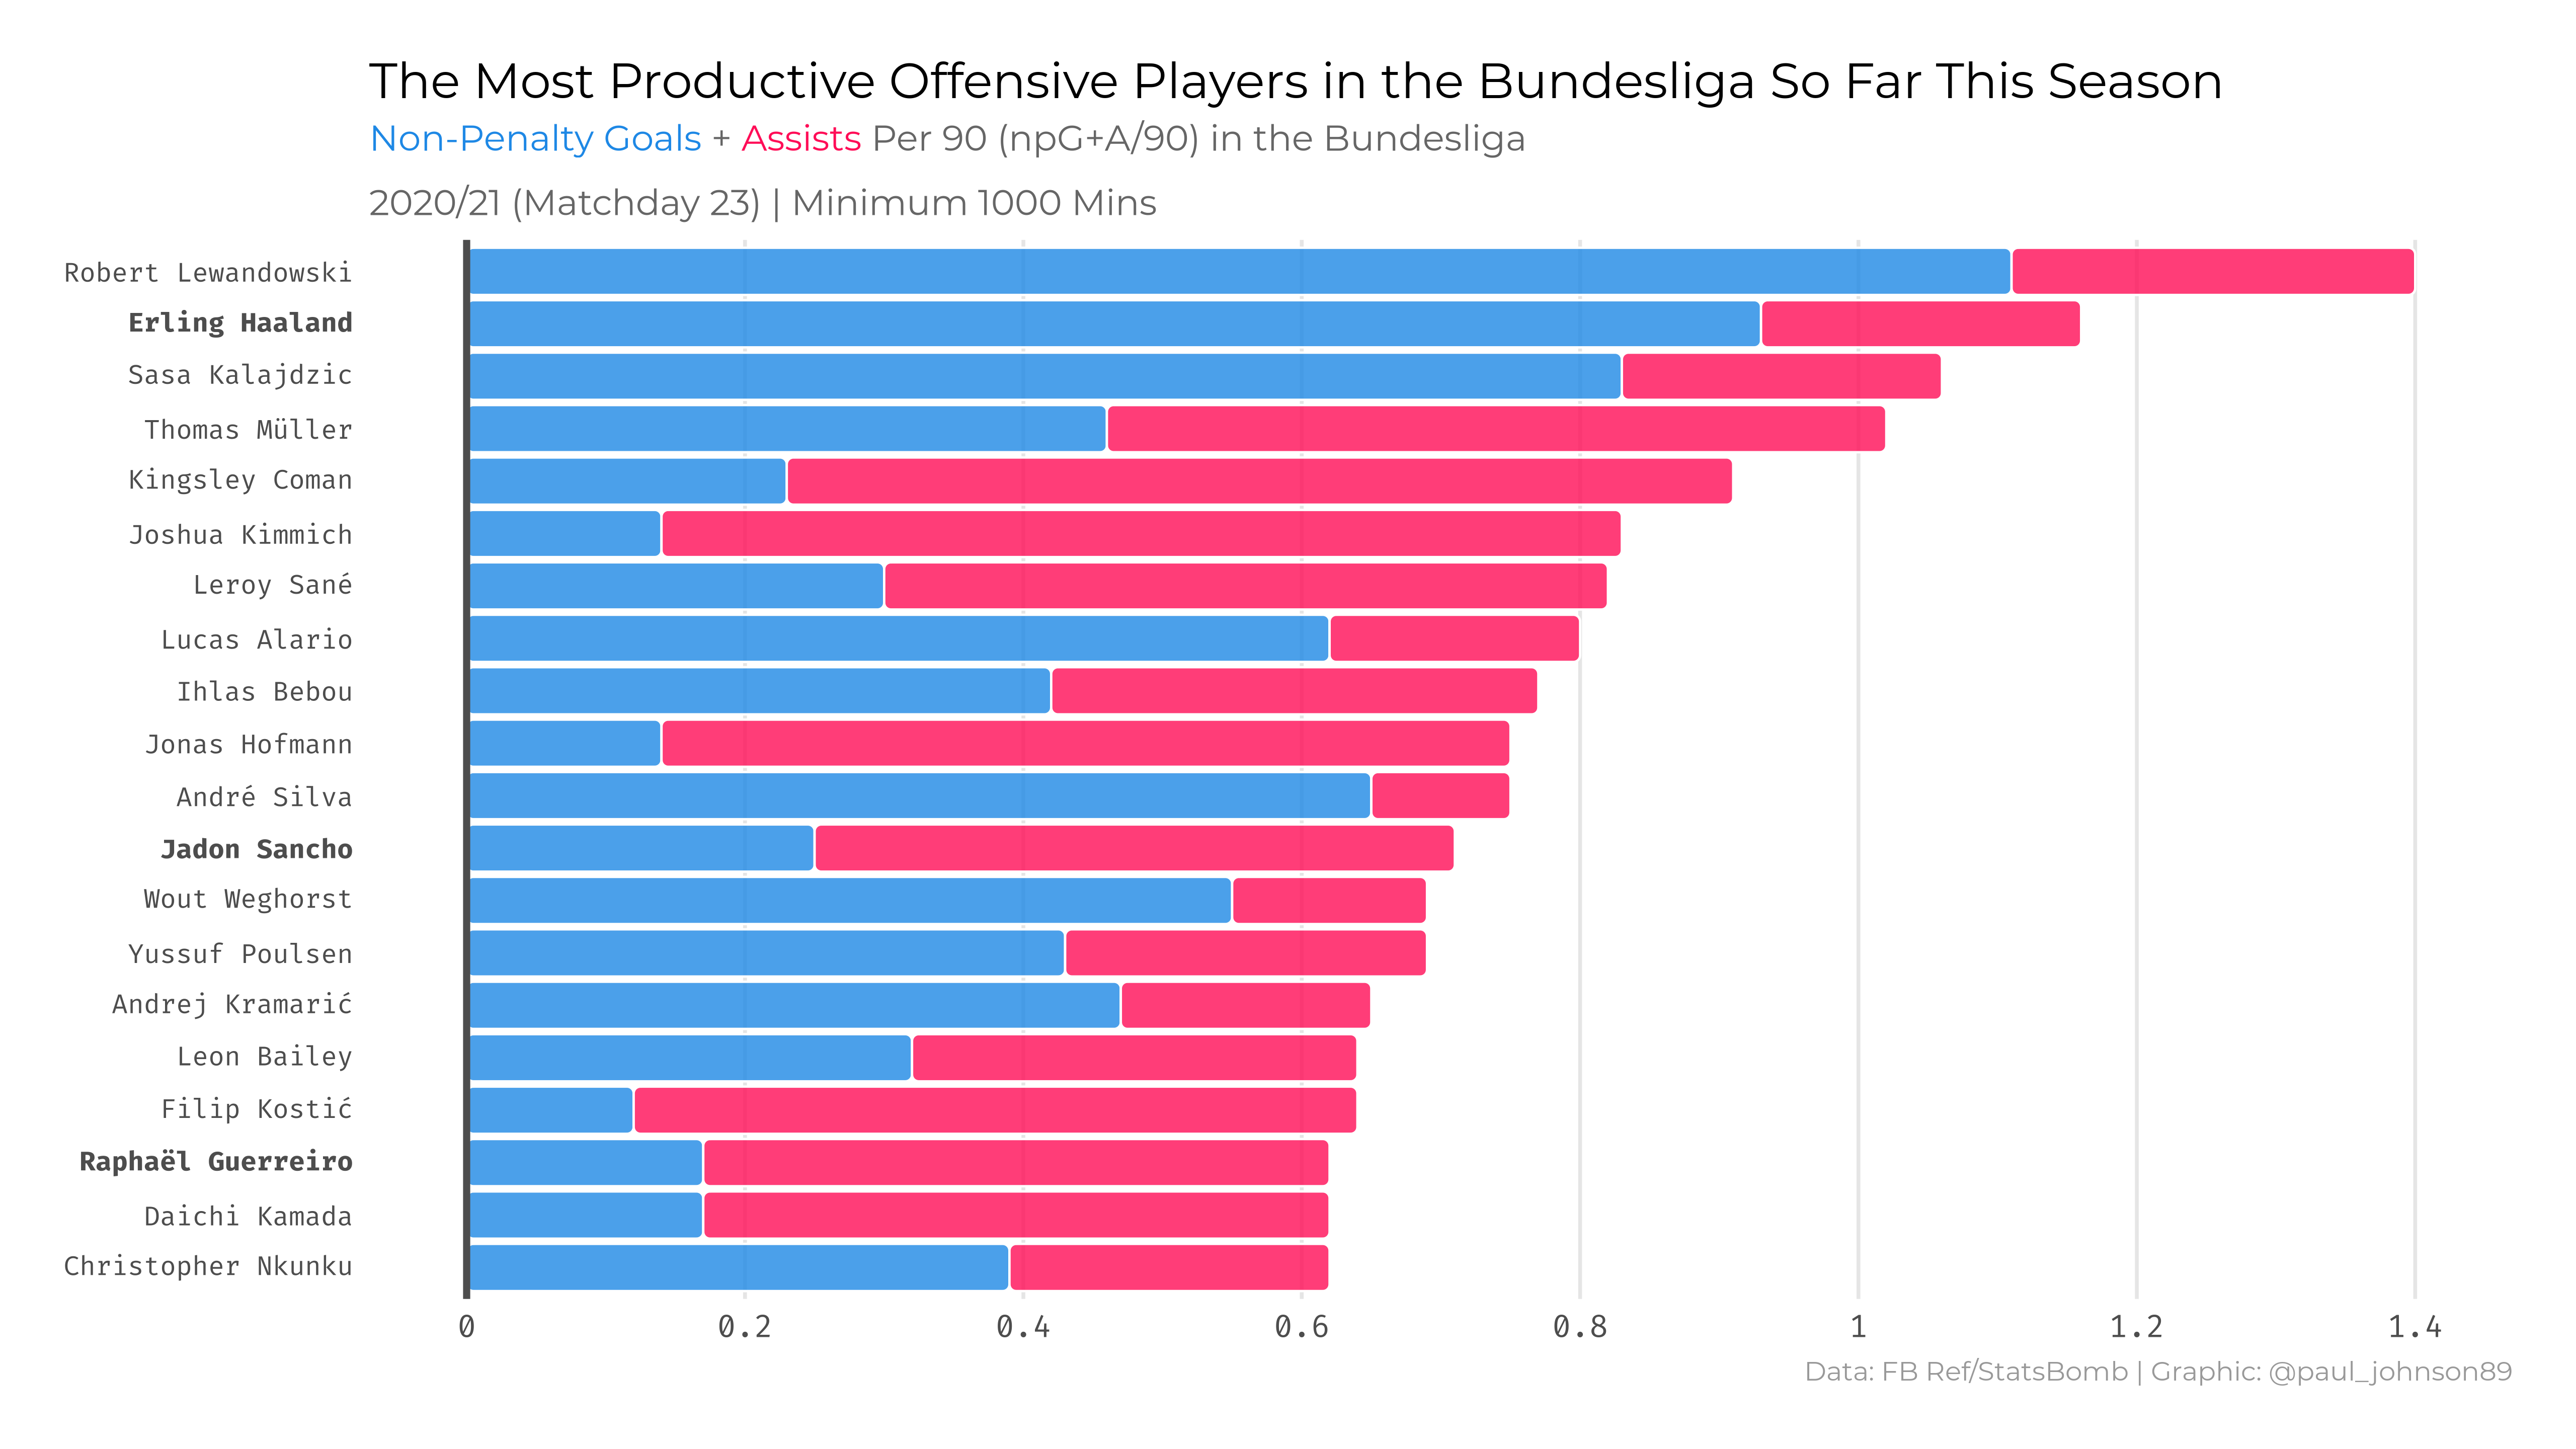 The Most Productive Offensive Players in the Bundesliga So Far This Season
Non-Penalty Goals + Assists Per 90 (npG+A/90) in the Bundesliga
2020/21 (Matchday 23) | Minimum 1000 Mins
Robert Lewandowski
Erling Haaland
Sasa Kalajdzic
Thomas Müller
Kingsley Coman
Joshua Kimmich
Leroy Sané
Lucas Alario
Ihlas Bebou
Jonas Hofmann
André Silva
Jadon Sancho
Wout Weghorst
Yussuf Poulsen
Andrej Kramarić
Leon Bailey
Filip Kostić
Raphaël Guerreiro
Daichi Kamada
Christopher Nkunku
0 0.2 0.4 0.6 0.8 1 1.2 1.4
Data: FB Ref/StatsBomb | Graphic: @paul_johnson89